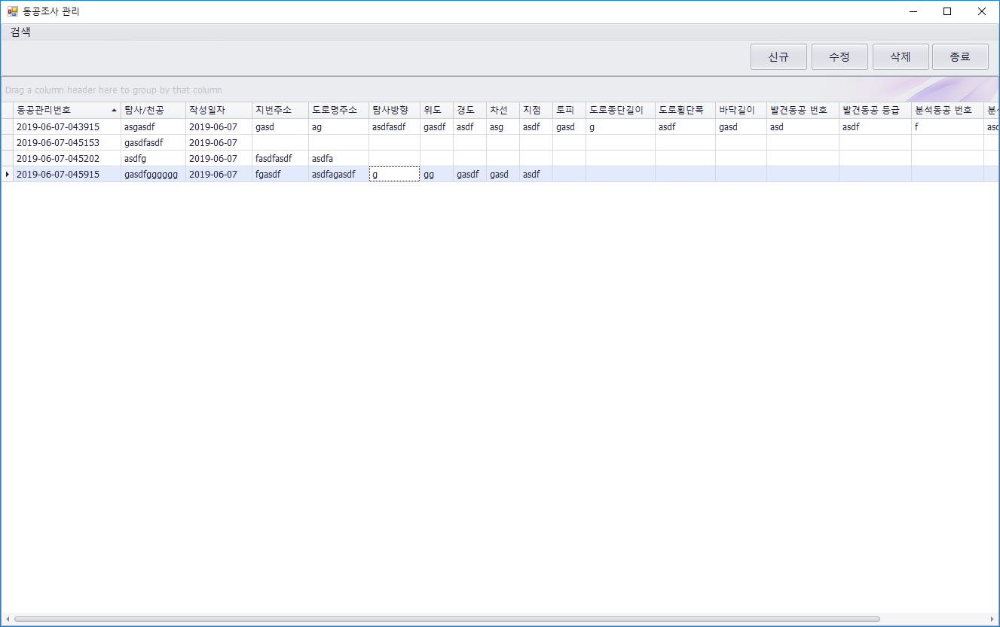 동공조사 관리
검색
신규 수정 삭제 종료
Drag a column header here to group by that column
동공관리번호 탐사/천공 작성일자 지번주소 도로명주소 탐사방향 위도 경도 차선 지점 토피 도로종단길이 도로횡단폭 바닥길이 발견동공 번호 발견동공 등급 분석동공 번호
2019-06-07-043915 asgasdf 2019-06-07 gasd ag asdfasdf gasdf asdf asg asdf gasd g asdf gasd asd asdf f
2019-06-07-045153 gasdfasdf 2019-06-07
2019-06-07-045202 asdfg 2019-06-07 fasdfasdf asdfa
2019-06-07-045915 gasdfgggggg 2019-06-07 fgasdf asdfagasdf g gg gasdf gasd asdf